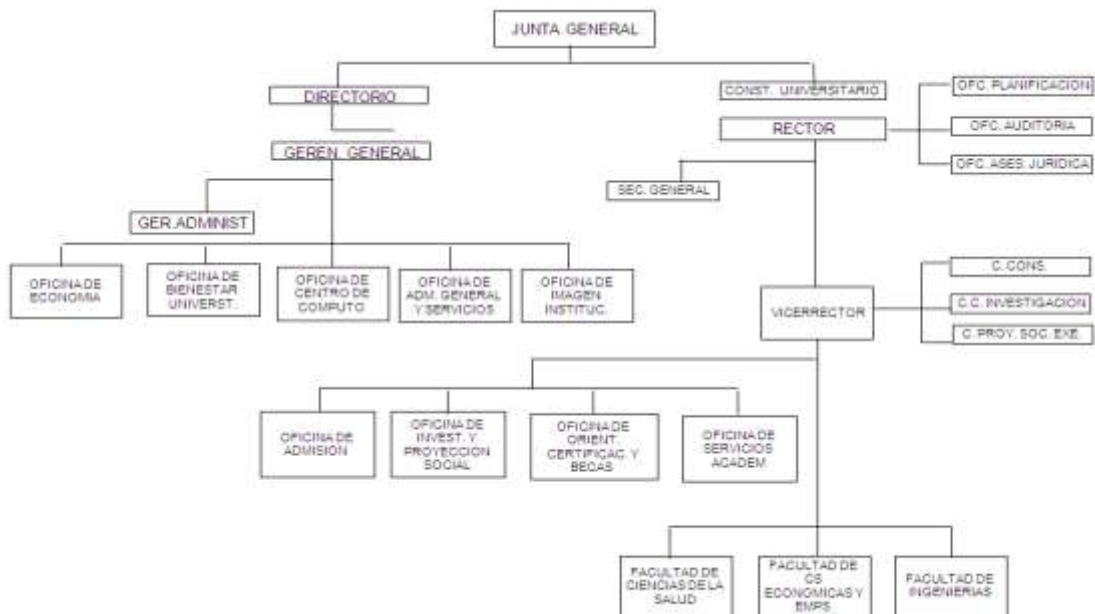 JUNTA GENERAL
DIRECTORIO
CONST. UNIVERSITARIO
OFC. PLANIFICACION
RECTOR
OFC. AUDITORIA
GEREN. GENERAL
OFC. ASES. JURIDICA
SEC. GENERAL
GER.ADMINIST
OFICINA DE
ECONOMIA
OFICINA DE
BIENESTAR
UNIVERST.
OFICINA DE
CENTRO DE
COMPUTO
OFICINA DE
ADM. GENERAL
Y SERVICIOS
OFICINA DE
IMAGEN
INSTITUC.
C. CONS.
C.C. INVESTIGACION
C. PROY. SOC. EXE.
VICERRECTOR
OFICINA DE
ADMISION
OFICINA DE
INVEST. Y
PROYECCIÓN
SOCIAL
OFICINA DE
ORIENT.
CERTIFICAC. Y
BECAS
OFICINA DE
SERVICIOS
ACADEM
FACULTAD DE
CIENCIAS DE LA
SALUD
FACULTAD DE
CS
ECONOMICAS Y
EMPS
FACULTAD DE
INGENIERIAS